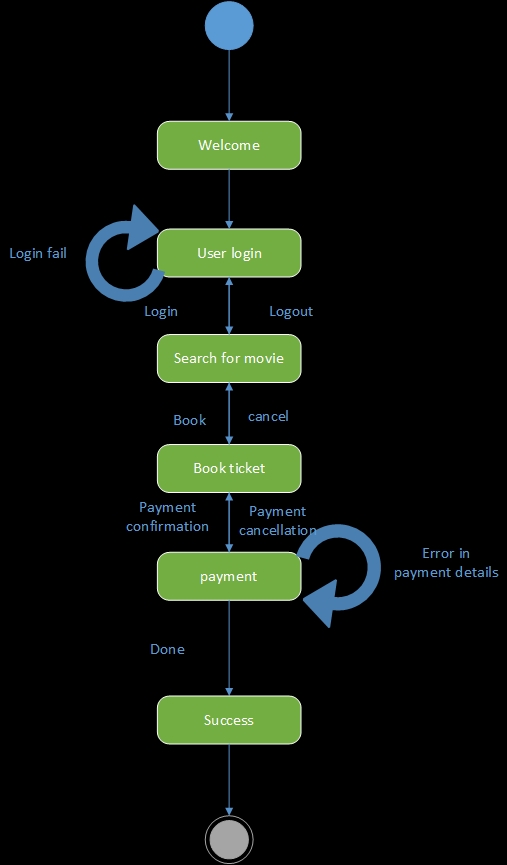 Welcome
User login
Login fail
Login
Logout
Search for movie
Book
cancel
Book ticket
Payment
confirmation
Payment
cancellation
payment
Error in
payment details
Done
Success